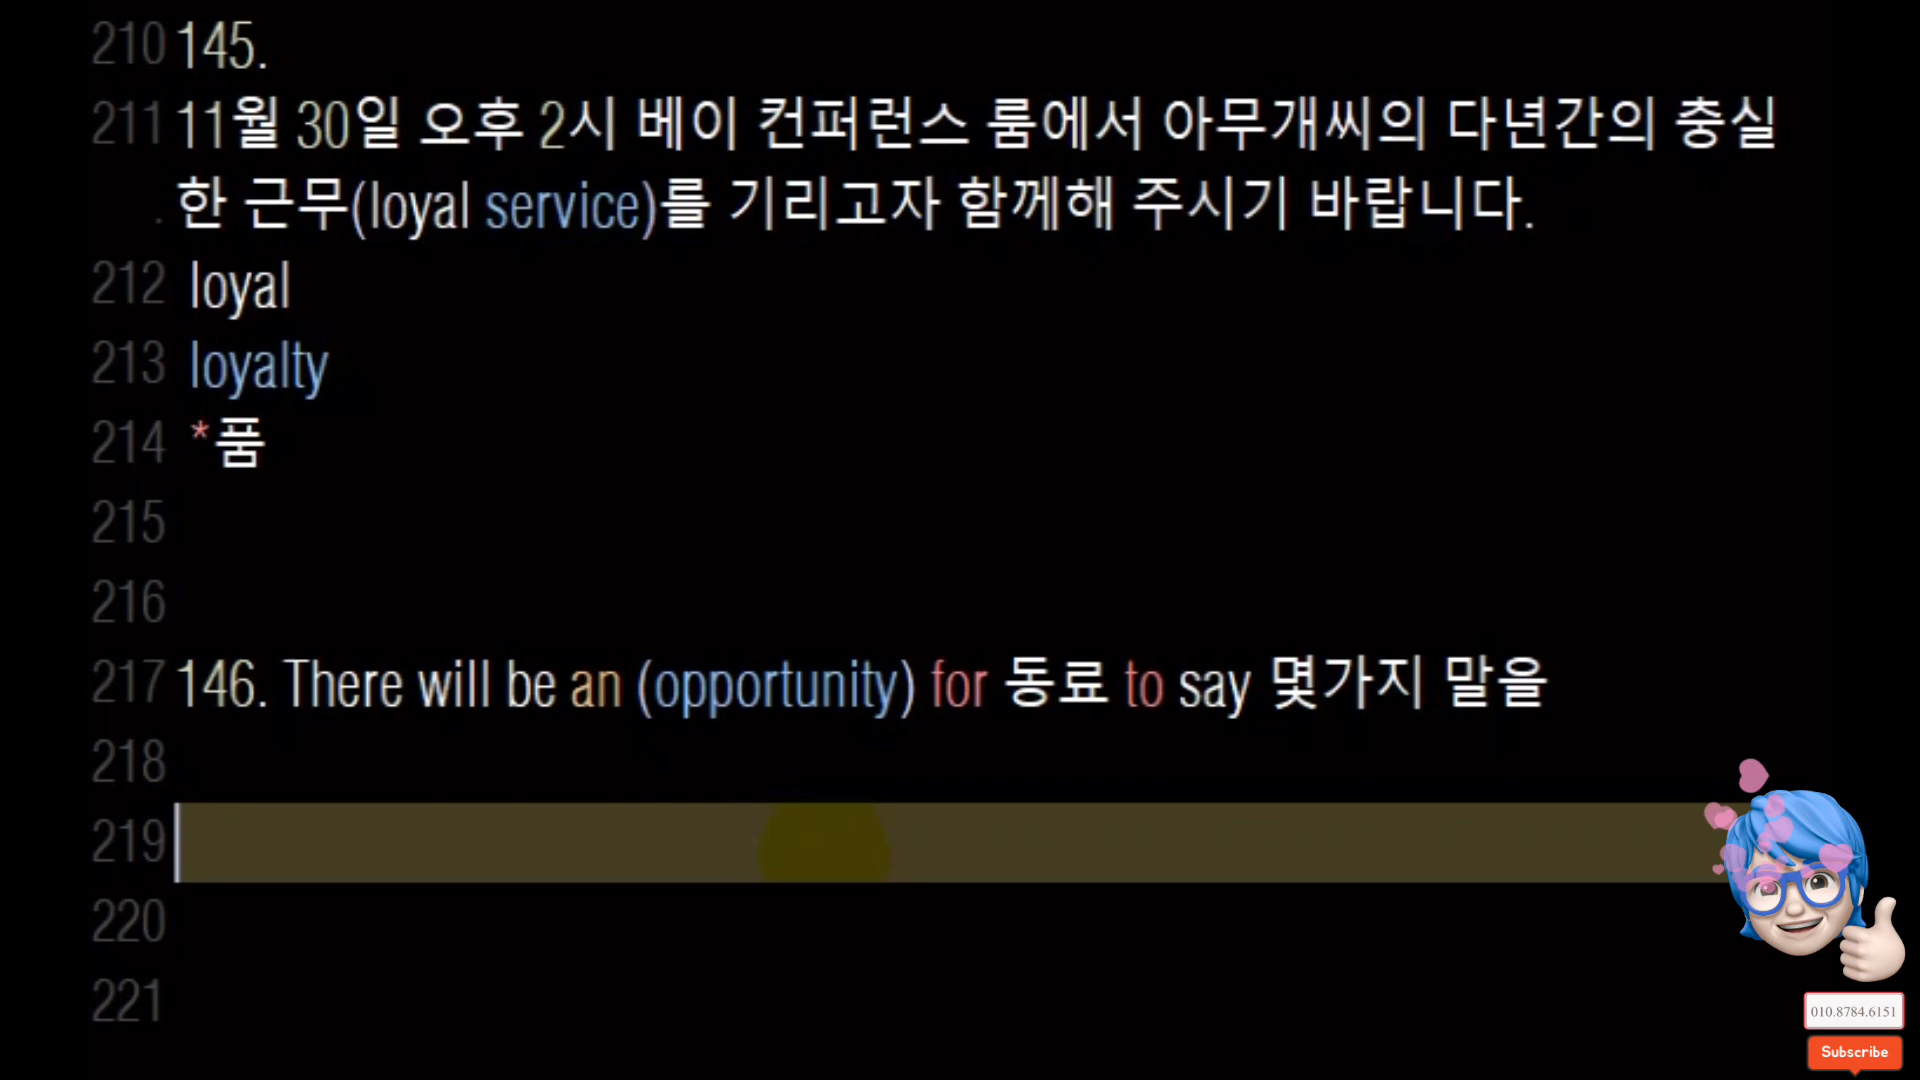 210 145.
211 11월 30일 오후 2시 베이 컨퍼런스 룸에서 아무개씨의 다년간의 충실
. 한 근무(loyal service)를 기리고자 함께해 주시기 바랍니다.
212 loyal
213 loyalty
214 *품
215
216
217 146. There will be an (opportunity) for 동료 to say 몇가지 말을
218
219
220
221
010.8784.6151
Subscribe